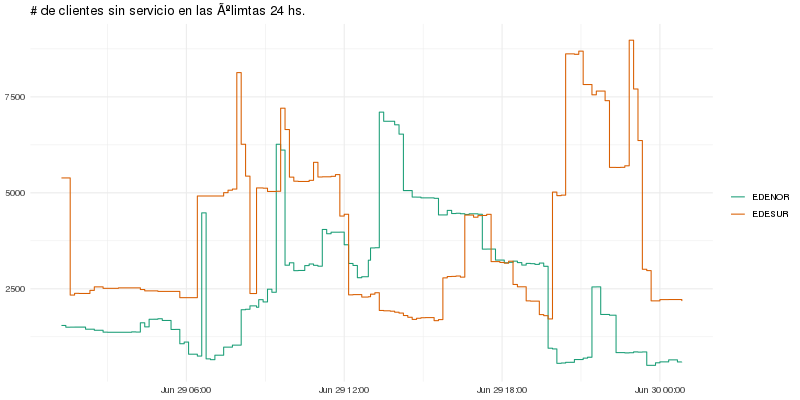 # de clientes sin servicio en las Ãºlimtas 24 hs.
7500
5000
2500
Jun 29 06:00
Jun 29 12:00
Jun 29 18:00
Jun 30 00:00
EDENOR
EDESUR